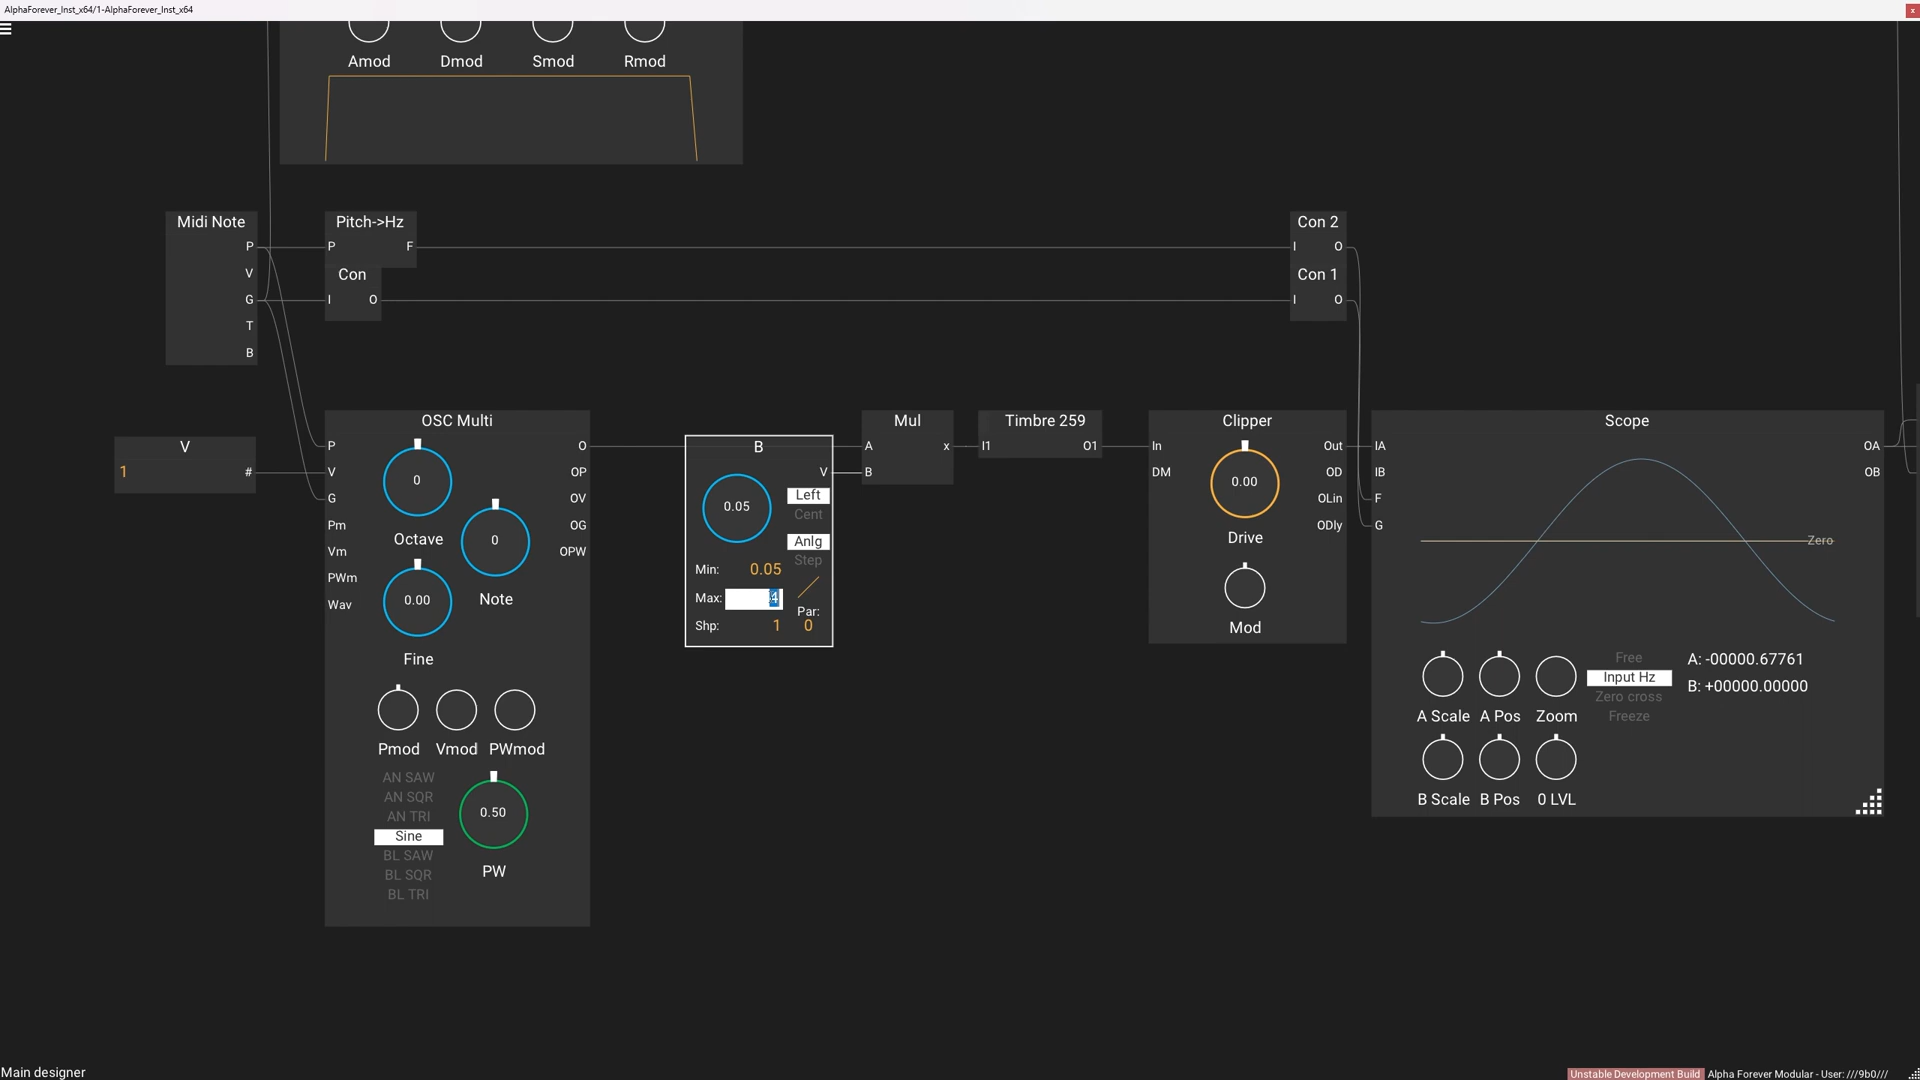 AlphaForever_Inst_x64/1-AlphaForever_Inst_x64
x
Amod Dmod Smod Rmod
Midi Note
P
V
G
T
B
Pitch->Hz
P F
Con
I O
Con 2
I O
Con 1
I O
V
1 #
OSC Multi
P O
V OP
G OV
Pm OG
Vm OPW
PWm
Wav
0
Octave
0
Note
0.00
Fine
Pmod Vmod PWmod
AN SAW
AN SQR
AN TRI
Sine
BL SAW
BL SQR
BL TRI
0.50
PW
B
V
0.05
Left
Cent
Anlg
Step
Min: 0.05
Max: 4
Par:
Shp: 1 0
Mul
A x
B
Timbre 259
I1 O1
Clipper
In Out
DM OD
OLin
ODly
0.00
Drive
Mod
Scope
IA OA
IB OB
F
G
Zero
A Scale A Pos Zoom
B Scale B Pos 0 LVL
Free
Input Hz
Zero cross
Freeze
A: -00000.67761
B: +00000.00000
Main designer
Unstable Development Build Alpha Forever Modular - User: ///9b0///